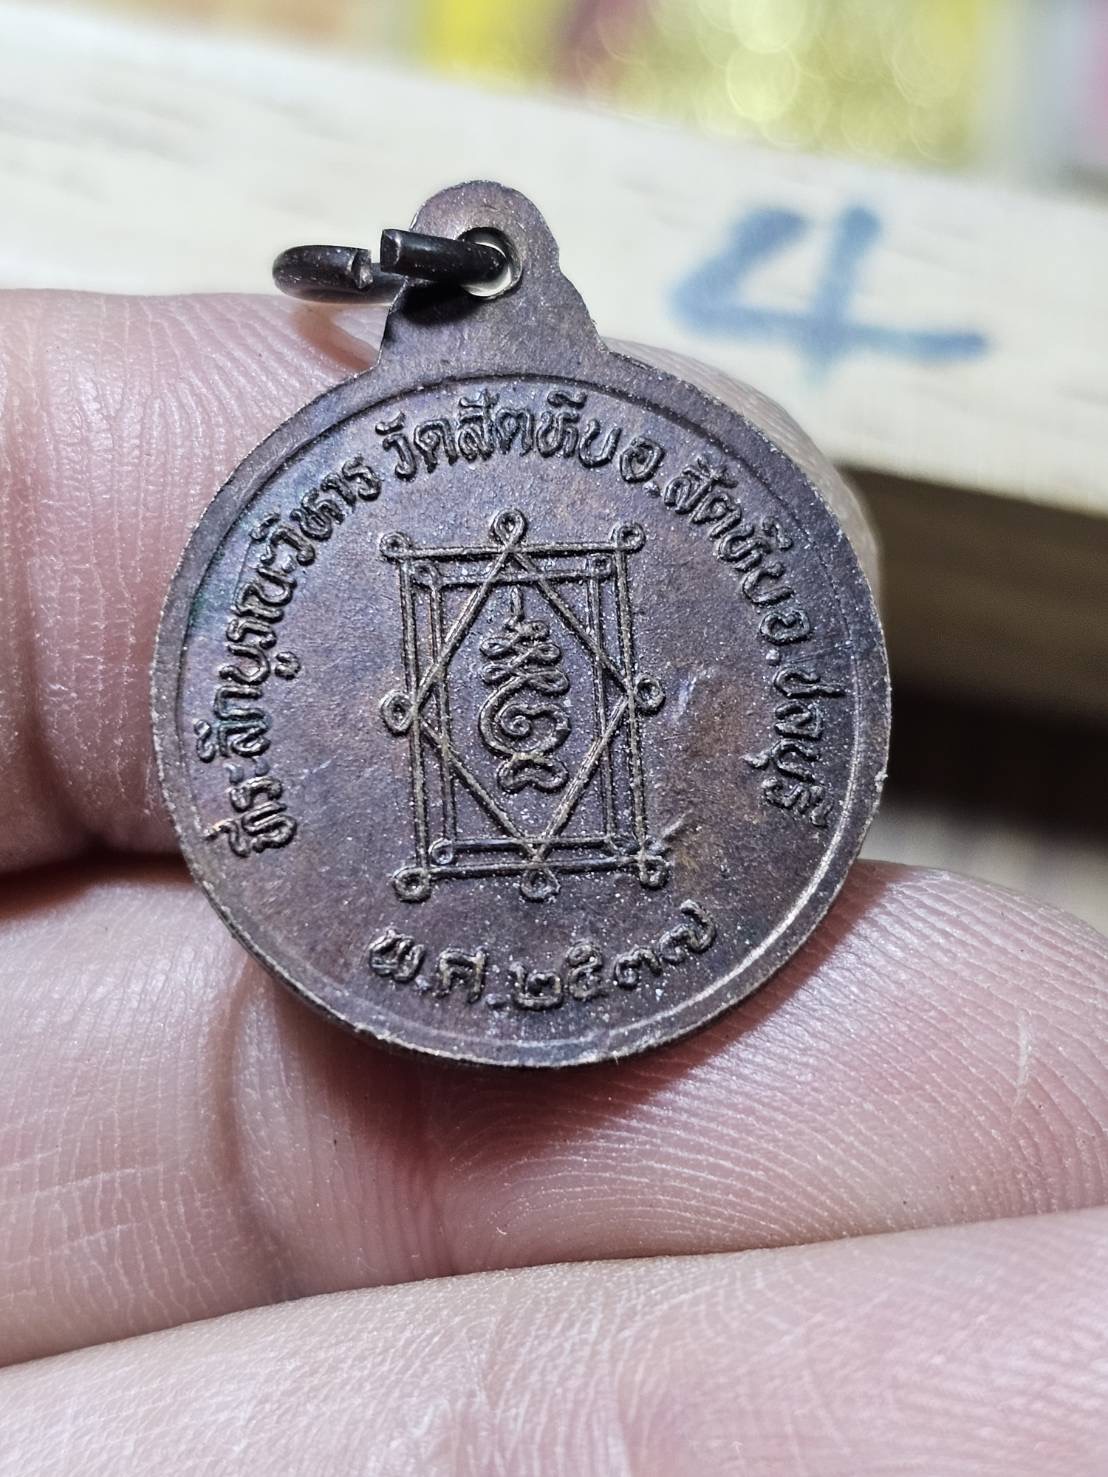 ที่ระลึกบูรณะวิหาร วัดสัตหีบ อ.สัตหีบ จ.ชลบุรี
พ.ศ.๒๕๓๗
4